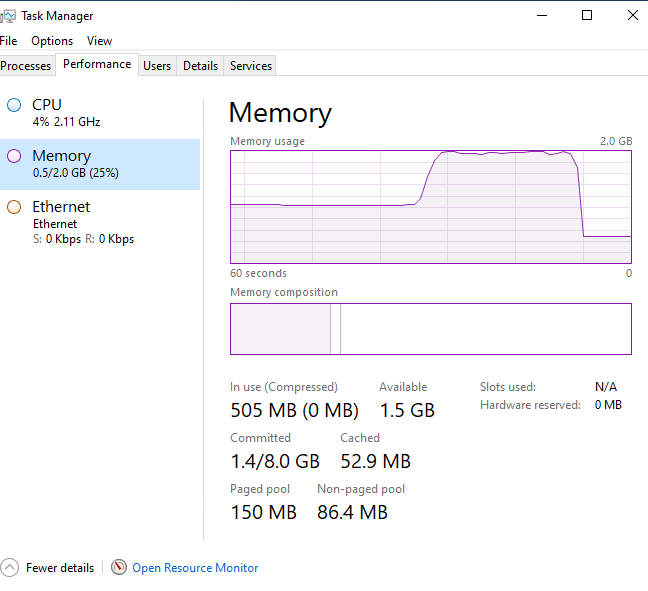 Task Manager
File Options View
Processes Performance Users Details Services
CPU
4% 2.11 GHz
Memory
0.5/2.0 GB (25%)
Ethernet
Ethernet
S: 0 Kbps R: 0 Kbps
Memory
Memory usage 2.0 GB
60 seconds 0
Memory composition
In use (Compressed) Available Slots used: N/A
505 MB (0 MB) 1.5 GB Hardware reserved: 0 MB
Committed Cached
1.4/8.0 GB 52.9 MB
Paged pool Non-paged pool
150 MB 86.4 MB
Fewer details Open Resource Monitor